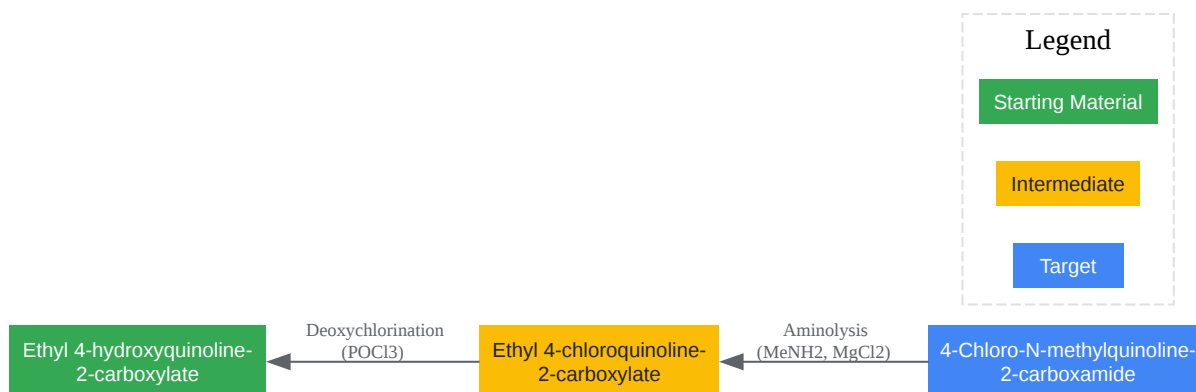 Legend
Starting Material
Intermediate
Target
Deoxychlorination
(POCl3)
Aminolysis
(MeNH2, MgCl2)
Ethyl 4-hydroxyquinoline-
2-carboxylate
Ethyl 4-chloroquinoline-
2-carboxylate
4-Chloro-N-methylquinoline-
2-carboxamide